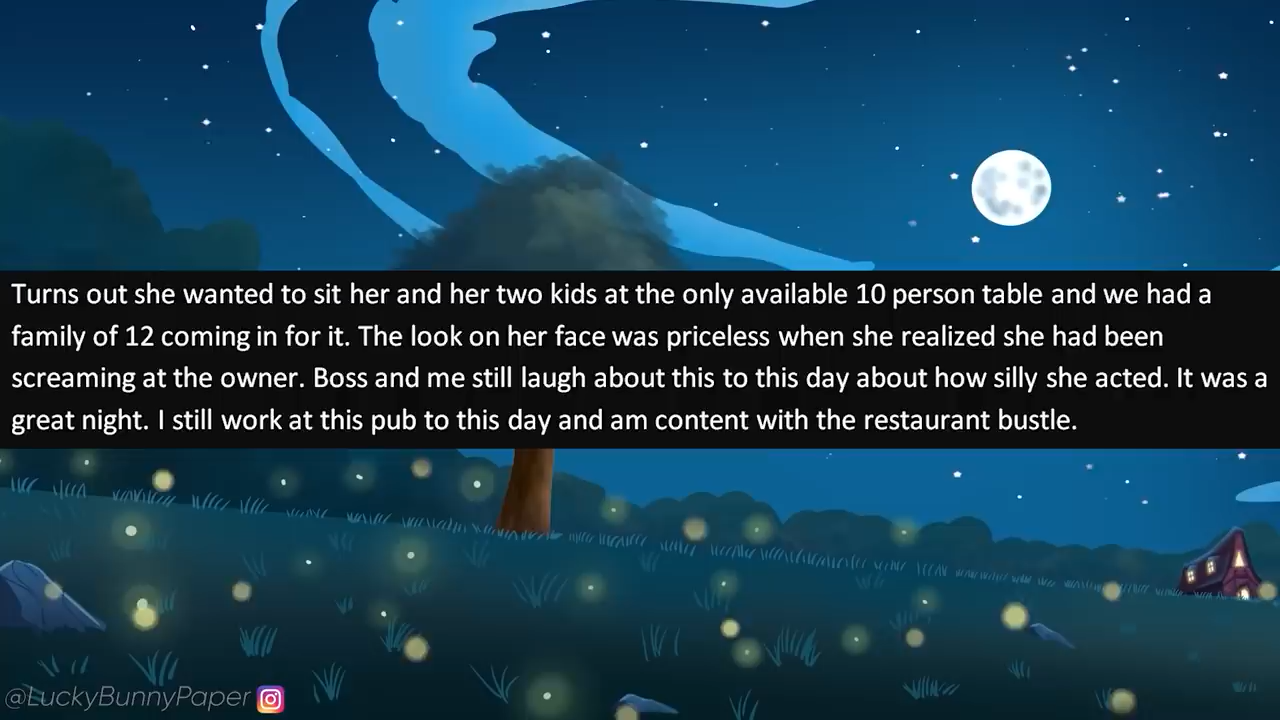 Turns out she wanted to sit her and her two kids at the only available 10 person table and we had a
family of 12 coming in for it. The look on her face was priceless when she realized she had been
screaming at the owner. Boss and me still laugh about this to this day about how silly she acted. It was a
great night. I still work at this pub to this day and am content with the restaurant bustle.
@LuckyBunnyPaper